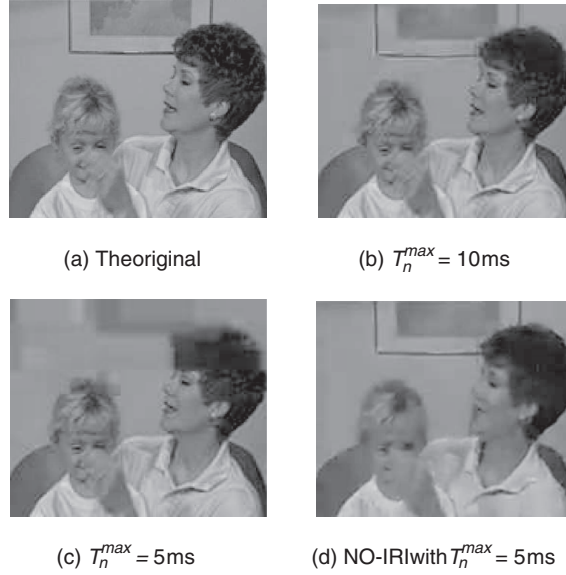 (a) Theoriginal
(b) T_n^{max} = 10ms
(c) T_n^{max} = 5ms
(d) NO-IRIwith T_n^{max} = 5ms